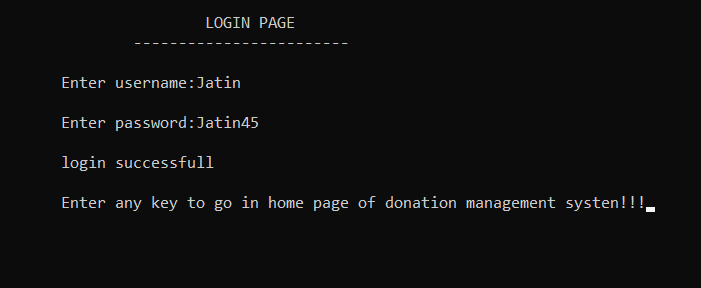 LOGIN PAGE
------------------------
Enter username:Jatin
Enter password:Jatin45
login successfull
Enter any key to go in home page of donation management systen!!!